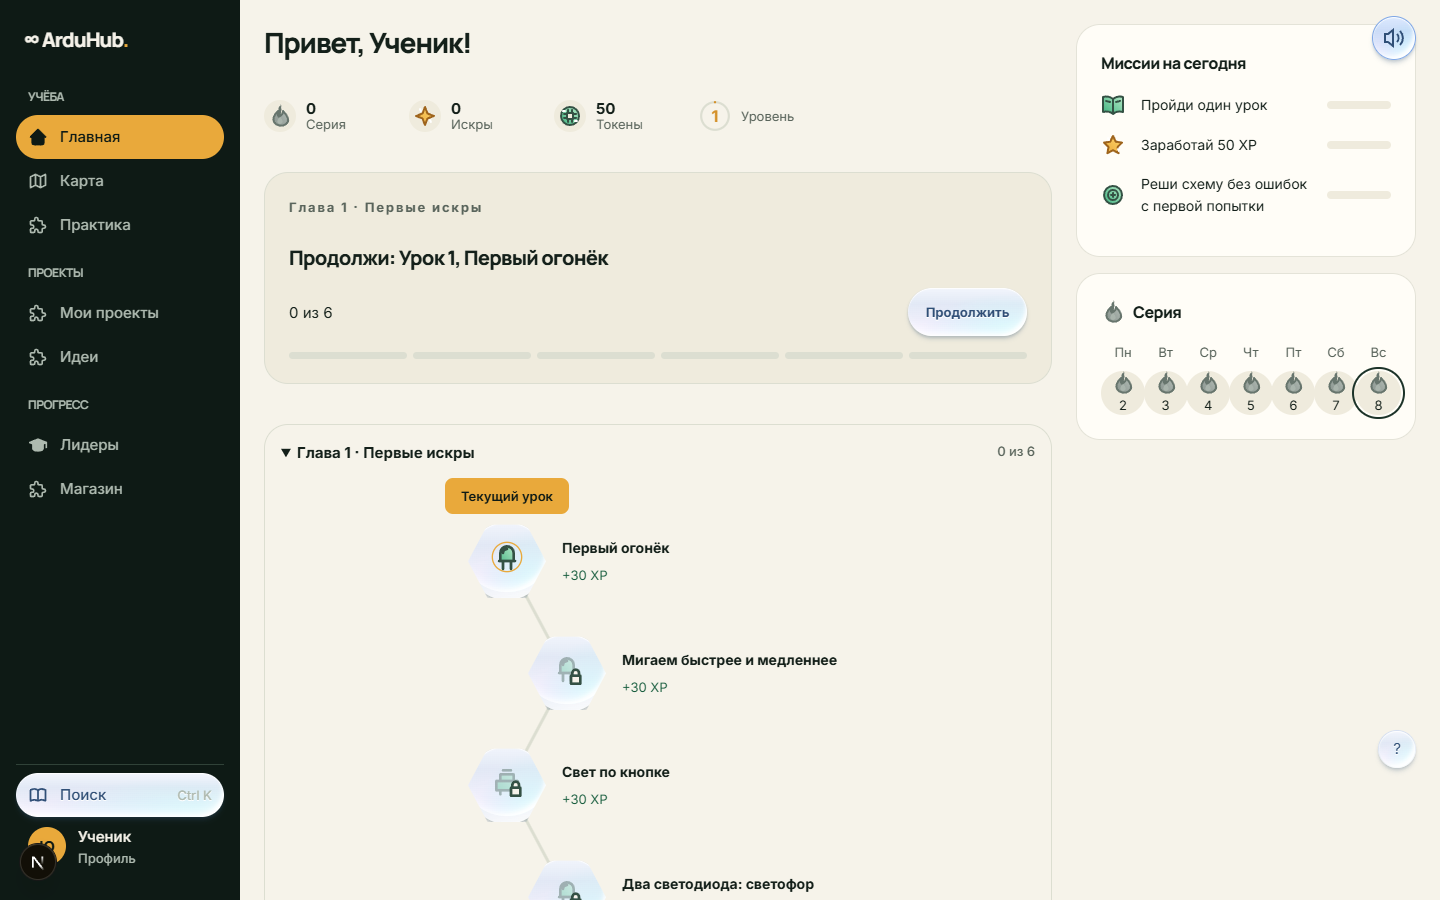 ArduHub.
УЧЁБА
Главная
Карта
Практика
ПРОЕКТЫ
Мои проекты
Идеи
ПРОГРЕСС
Лидеры
Магазин
Поиск Ctrl K
Ученик
Профиль
N
Привет, Ученик!
0
Серия
0
Искры
50
Токены
1 Уровень
Глава 1 · Первые искры
Продолжи: Урок 1, Первый огонёк
0 из 6
Продолжить
Глава 1 · Первые искры
0 из 6
Текущий урок
Первый огонёк
+30 XP
Мигаем быстрее и медленнее
+30 XP
Свет по кнопке
+30 XP
Два светодиода: светофор
Миссии на сегодня
Пройди один урок
Заработай 50 XP
Реши схему без ошибок
с первой попытки
Серия
Пн Вт Ср Чт Пт Сб Вс
2 3 4 5 6 7 8
?